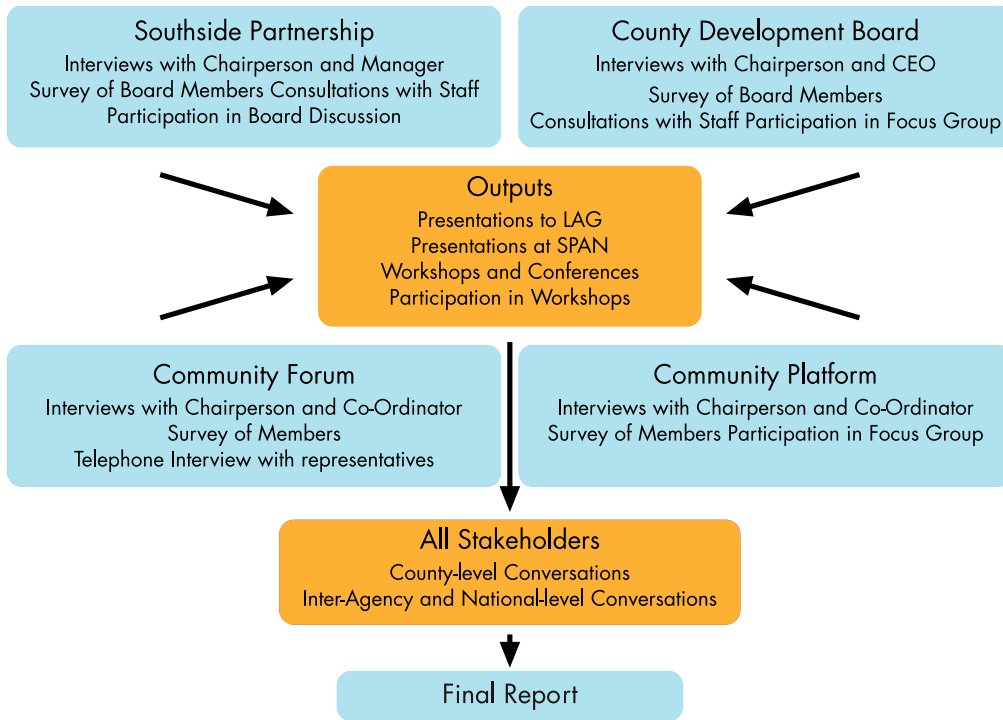 Southside Partnership
Interviews with Chairperson and Manager
Survey of Board Members Consultations with Staff
Participation in Board Discussion
County Development Board
Interviews with Chairperson and CEO
Survey of Board Members
Consultations with Staff Participation in Focus Group
Outputs
Presentations to LAG
Presentations at SPAN
Workshops and Conferences
Participation in Workshops
Community Forum
Interviews with Chairperson and Co-Ordinator
Survey of Members
Telephone Interview with representatives
Community Platform
Interviews with Chairperson and Co-Ordinator
Survey of Members Participation in Focus Group
All Stakeholders
County-level Conversations
Inter-Agency and National-level Conversations
Final Report